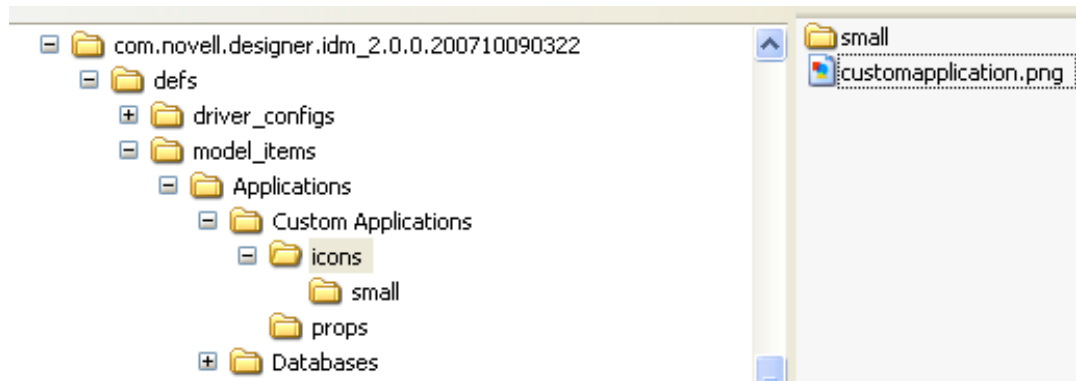 com.novell.designer.idm_2.0.0.200710090322
defs
driver_configs
model_items
Applications
Custom Applications
icons
small
props
Databases
small
customapplication.png